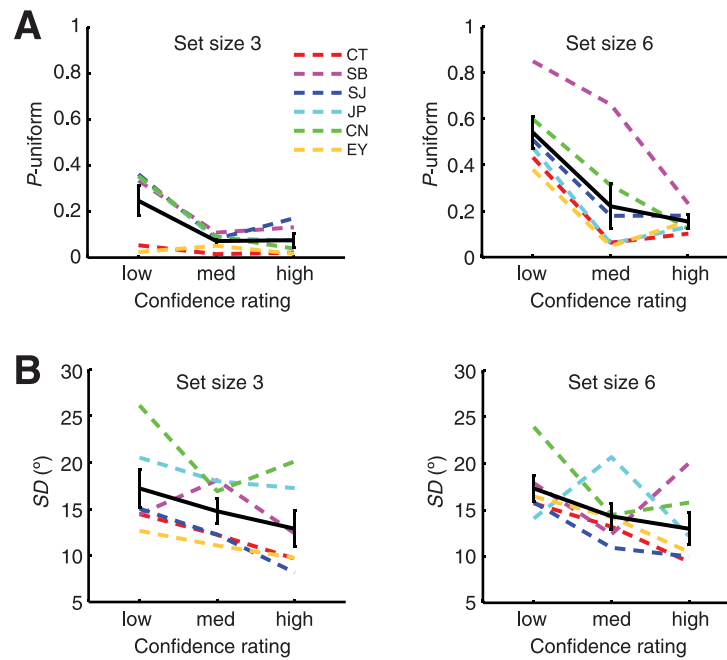 A
Set size 3
CT
SB
SJ
JP
CN
EY
P-uniform
1
0.8
0.6
0.4
0.2
0
low med high
Confidence rating
Set size 6
P-uniform
1
0.8
0.6
0.4
0.2
0
low med high
Confidence rating
B
Set size 3
SD (°)
30
25
20
15
10
5
low med high
Confidence rating
Set size 6
SD (°)
30
25
20
15
10
5
low med high
Confidence rating